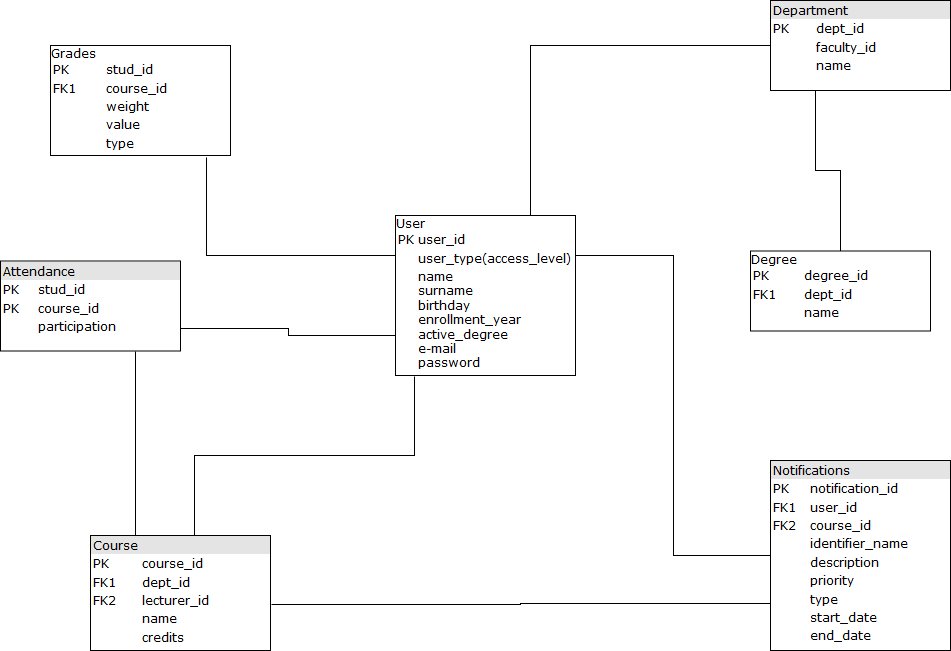 Department
PK dept_id
faculty_id
name
Grades
PK stud_id
FK1 course_id
weight
value
type
User
PK user_id
user_type(access_level)
name
surname
birthday
enrollment_year
active_degree
e-mail
password
Attendance
PK stud_id
PK course_id
participation
Degree
PK degree_id
FK1 dept_id
name
Notifications
PK notification_id
FK1 user_id
FK2 course_id
identifier_name
description
priority
type
start_date
end_date
Course
PK course_id
FK1 dept_id
FK2 lecturer_id
name
credits